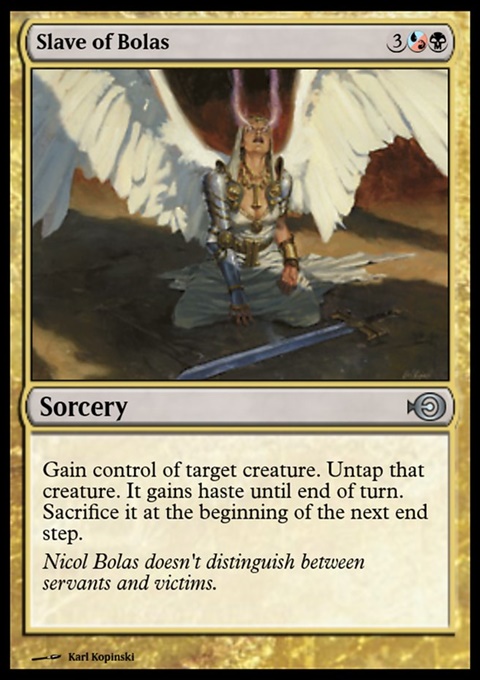 Slave of Bolas 3
Sorcery
Gain control of target creature. Untap that
creature. It gains haste until end of turn.
Sacrifice it at the beginning of the next end
step.
Nicol Bolas doesn't distinguish between
servants and victims.
Karl Kopinski